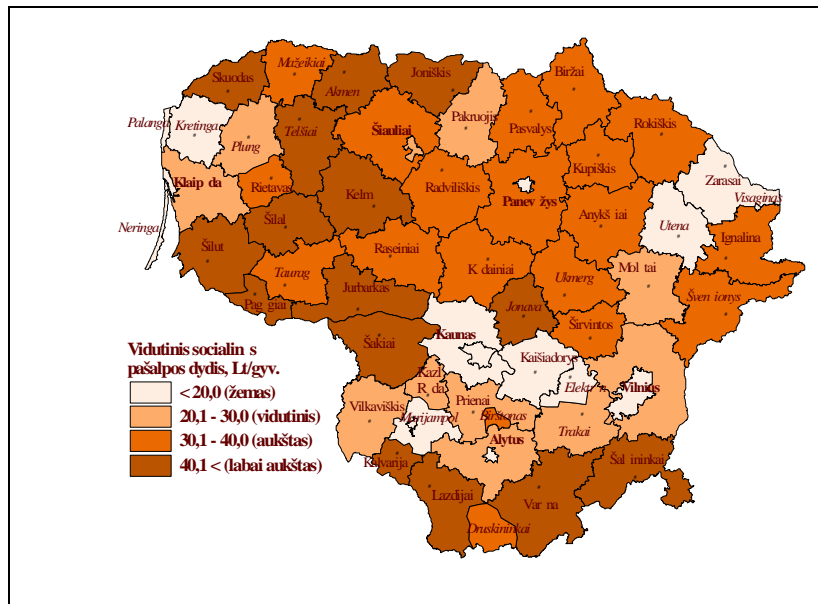 Skuodas
Mažeikiai
Akmen
Joniškis
Biržai
Palanga
Kretinga
Plung
Telšiai
Šiauliai
Pakruojis
Pasvalys
Rokiškis
Klaip da
Rietavas
Kelm
Radviliškis
Panev žys
Kupiškis
Zarasai
Visaginas
Neringa
Šilal
Anykš iai
Utena
Ignalina
Šilut
Taurag
Raseiniai
K dainiai
Ukmerg
Mol tai
Šven ionys
Pag giai
Jurbarkas
Jonava
Širvintos
Šakiai
Kaunas
Kaišiadorys
Elektr n
Vilnius
Vidutinis socialin s
pašalpos dydis, Lt/gyv.
< 20,0 (žemas)
20,1 - 30,0 (vidutinis)
30,1 - 40,0 (aukštas)
40,1 < (labai aukštas)
Kazl
R da
Vilkaviškis
Marijampol
Prienai
Birštonas
Trakai
Alytus
Kalvarija
Lazdijai
Var na
Šal ininkai
Druskininkai